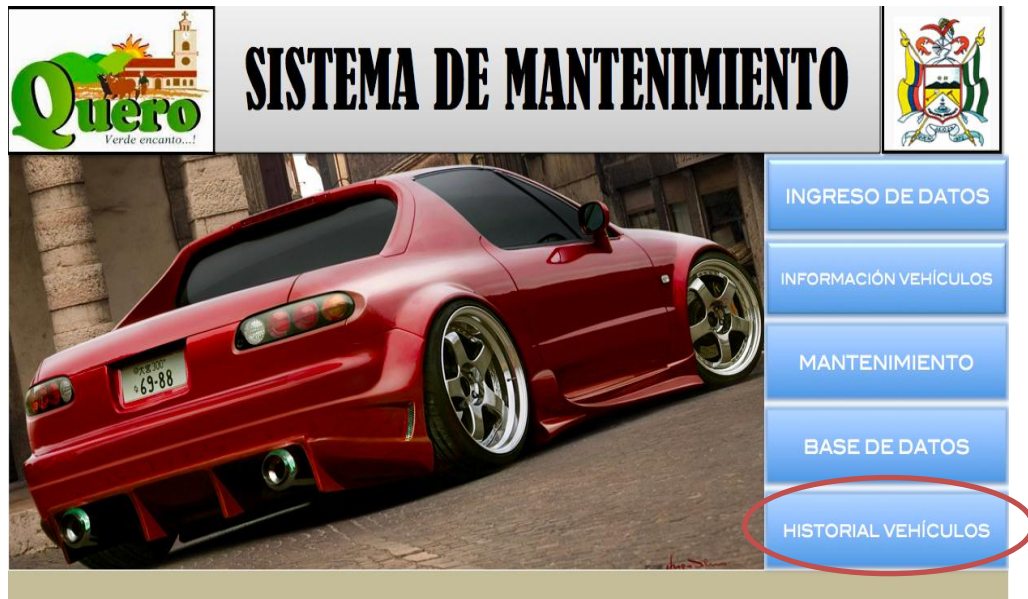 Quero
Verde encanto...!
SISTEMA DE MANTENIMIENTO
INGRESO DE DATOS
INFORMACIÓN VEHÍCULOS
MANTENIMIENTO
BASE DE DATOS
HISTORIAL VEHÍCULOS
69-88